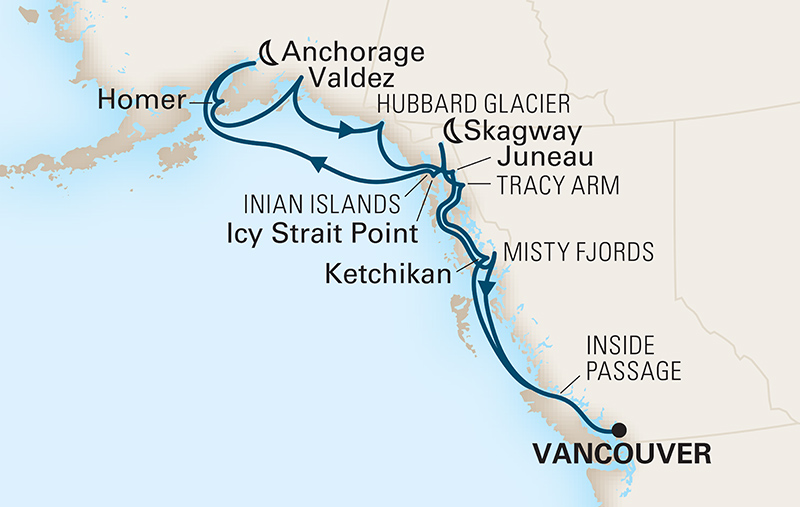 Anchorage
Valdez
Homer
HUBBARD GLACIER
Skagway
Juneau
TRACY ARM
INIAN ISLANDS
Icy Strait Point
MISTY FJORDS
Ketchikan
INSIDE
PASSAGE
VANCOUVER